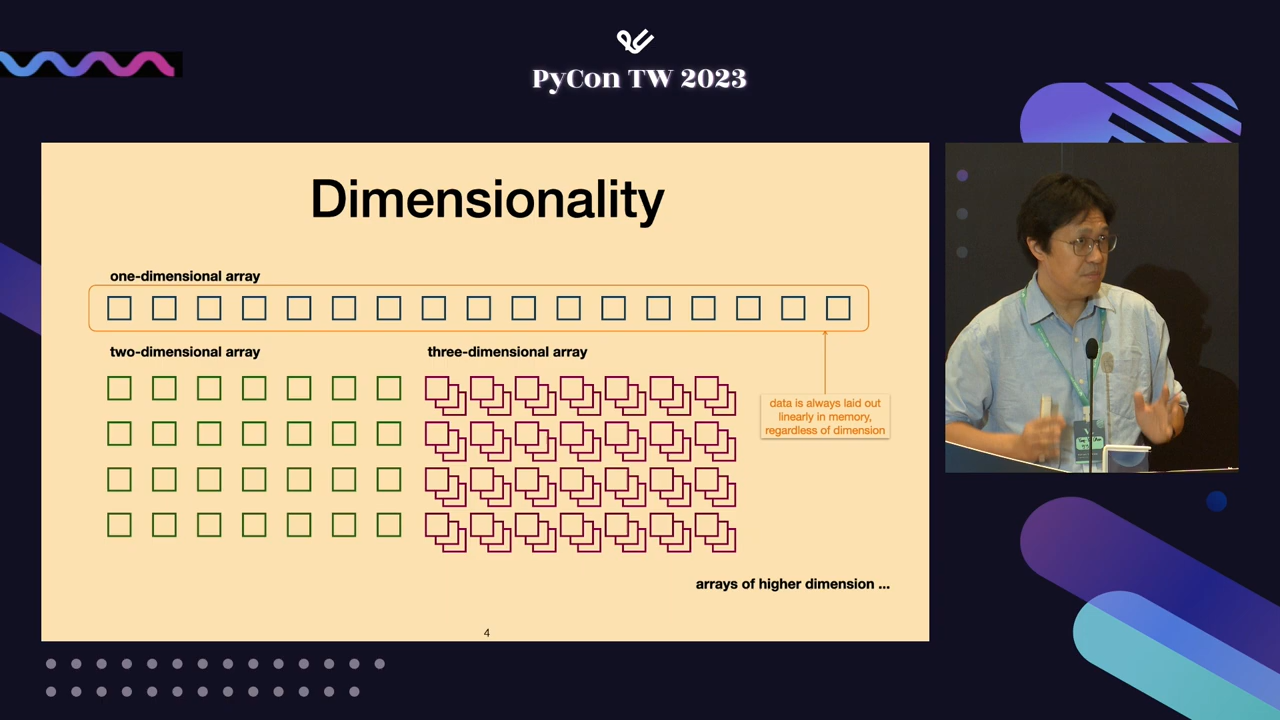 PyCon TW 2023
Dimensionality
one-dimensional array
two-dimensional array
three-dimensional array
data is always laid out
linearly in memory,
regardless of dimension
arrays of higher dimension ...
4